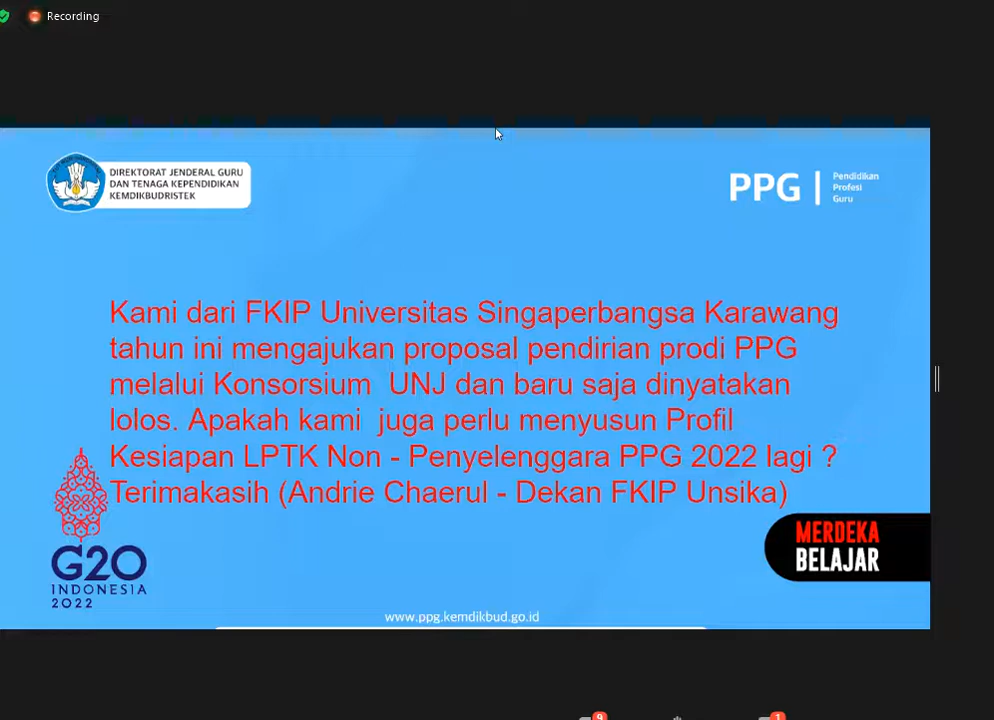 Recording
DIREKTORAT JENDERAL GURU
DAN TENAGA KEPENDIDIKAN
KEMDIKBUDRISTEK
PPG
Pendidikan
Profesi
Guru
Kami dari FKIP Universitas Singaperbangsa Karawang
tahun ini mengajukan proposal pendirian prodi PPG
melalui Konsorsium UNJ dan baru saja dinyatakan
lolos. Apakah kami juga perlu menyusun Profil
Kesiapan LPTK Non - Penyelenggara PPG 2022 lagi ?
Terimakasih (Andrie Chaerul - Dekan FKIP Unsika)
G20
INDONESIA
2022
MERDEKA
BELAJAR
www.ppg.kemdikbud.go.id
9
1